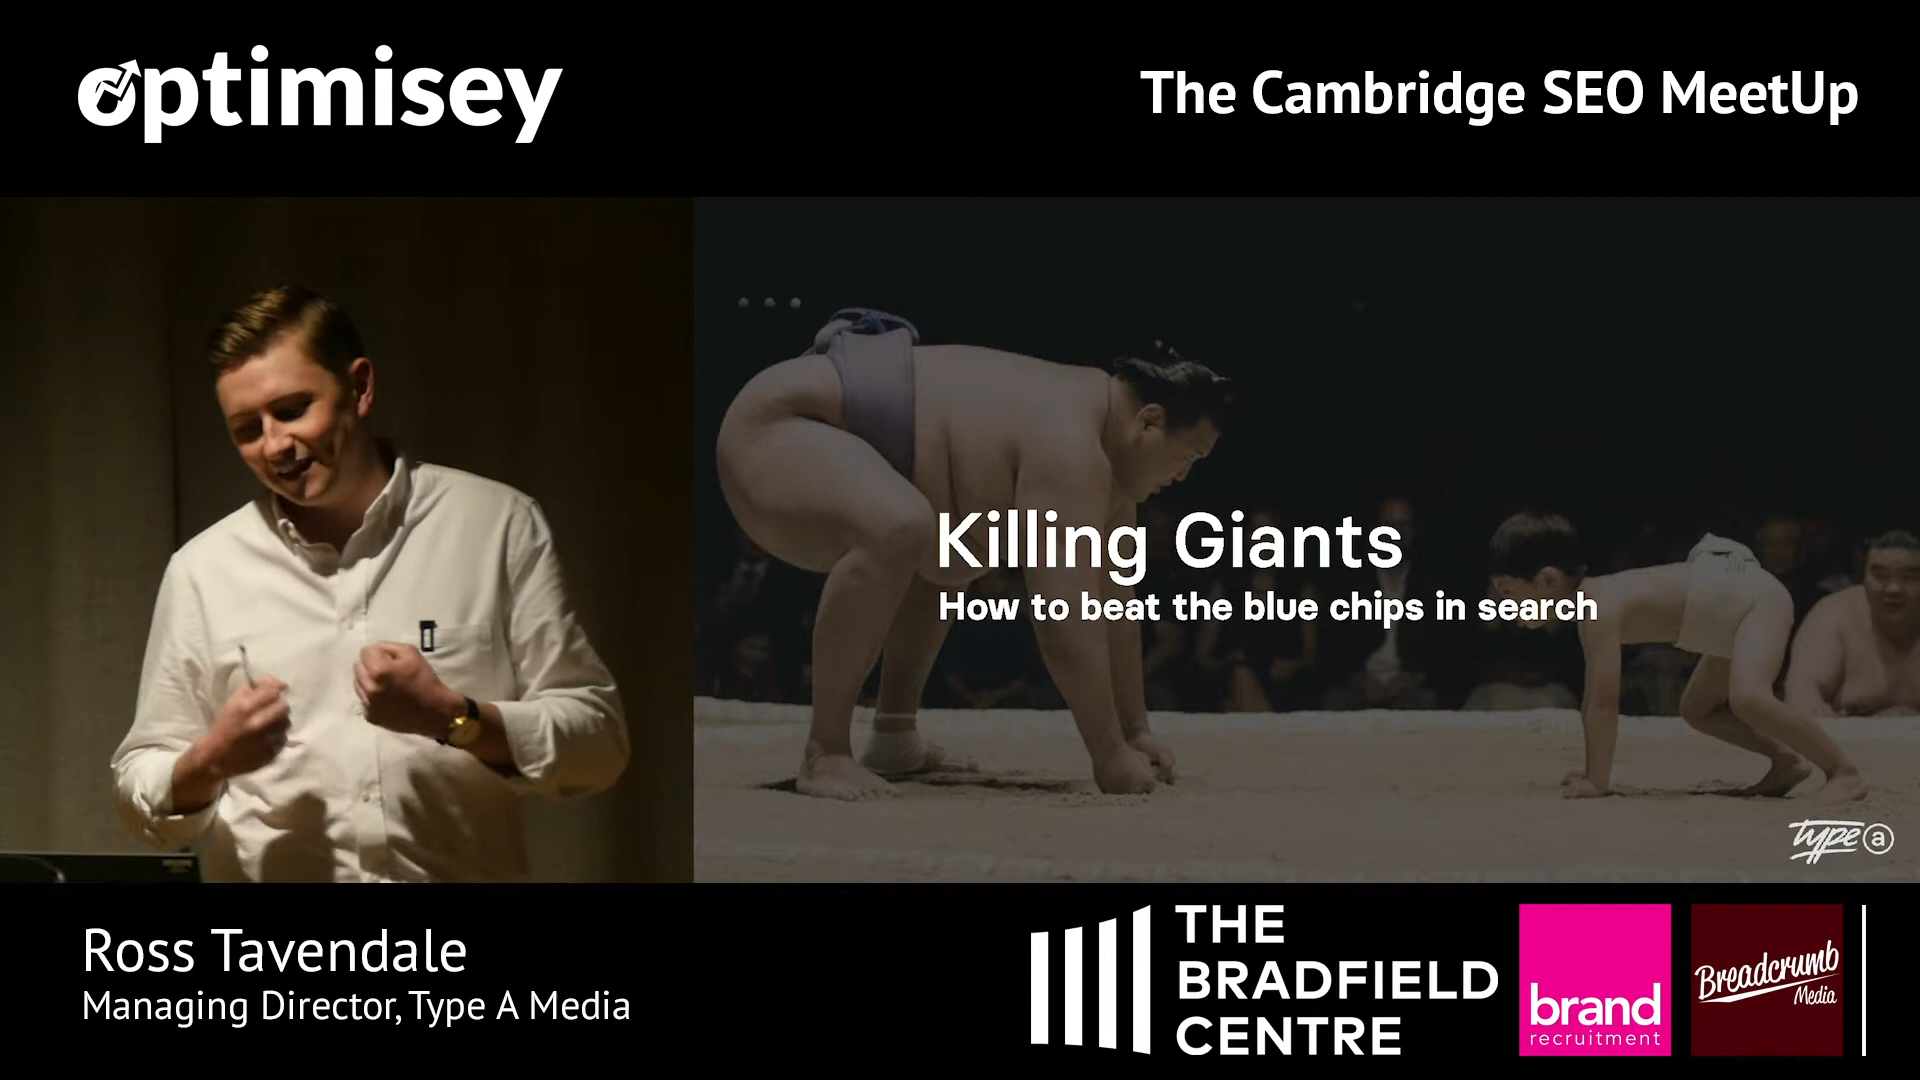 optimisey
The Cambridge SEO MeetUp
Killing Giants
How to beat the blue chips in search
type a
Ross Tavendale
Managing Director, Type A Media
THE
BRADFIELD
CENTRE
brand
recruitment
Breadcrumb
Media